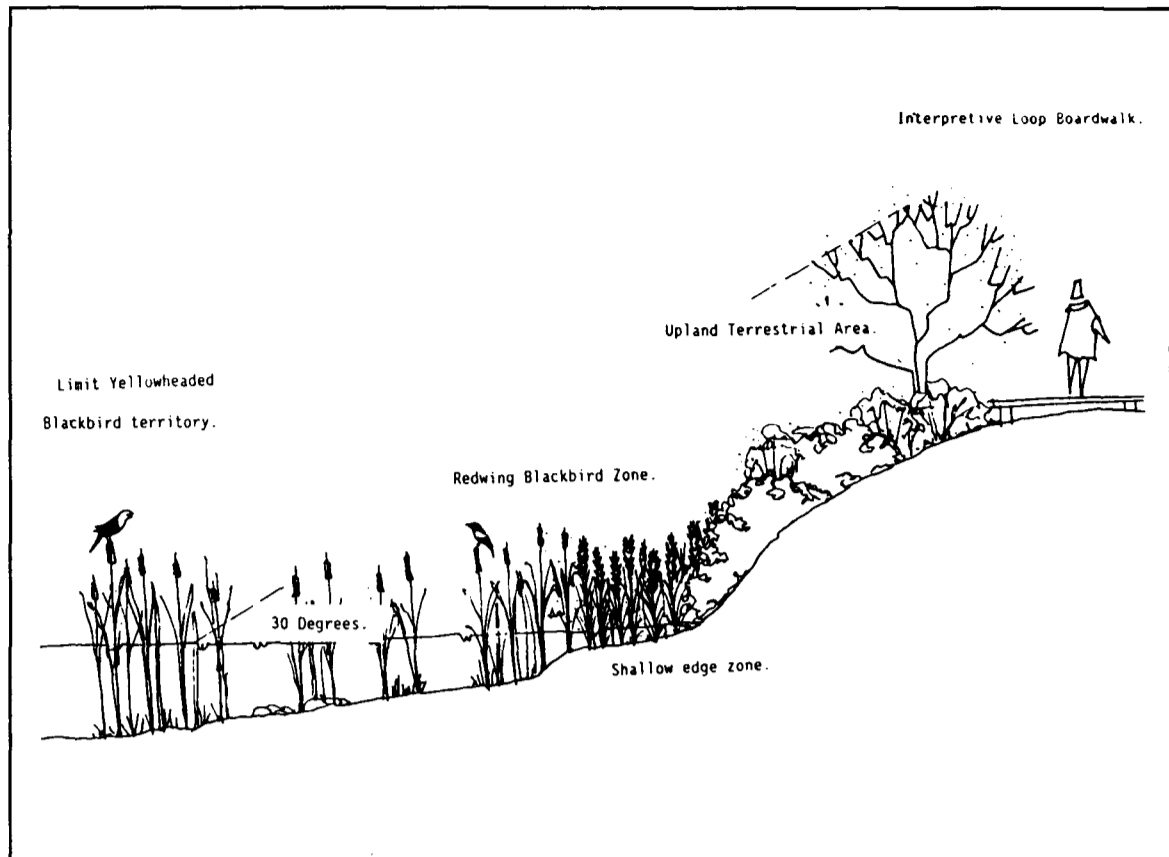 Interpretive Loop Boardwalk.
Upland Terrestrial Area.
Limit Yellowheaded
Blackbird territory.
Redwing Blackbird Zone.
30 Degrees.
Shallow edge zone.